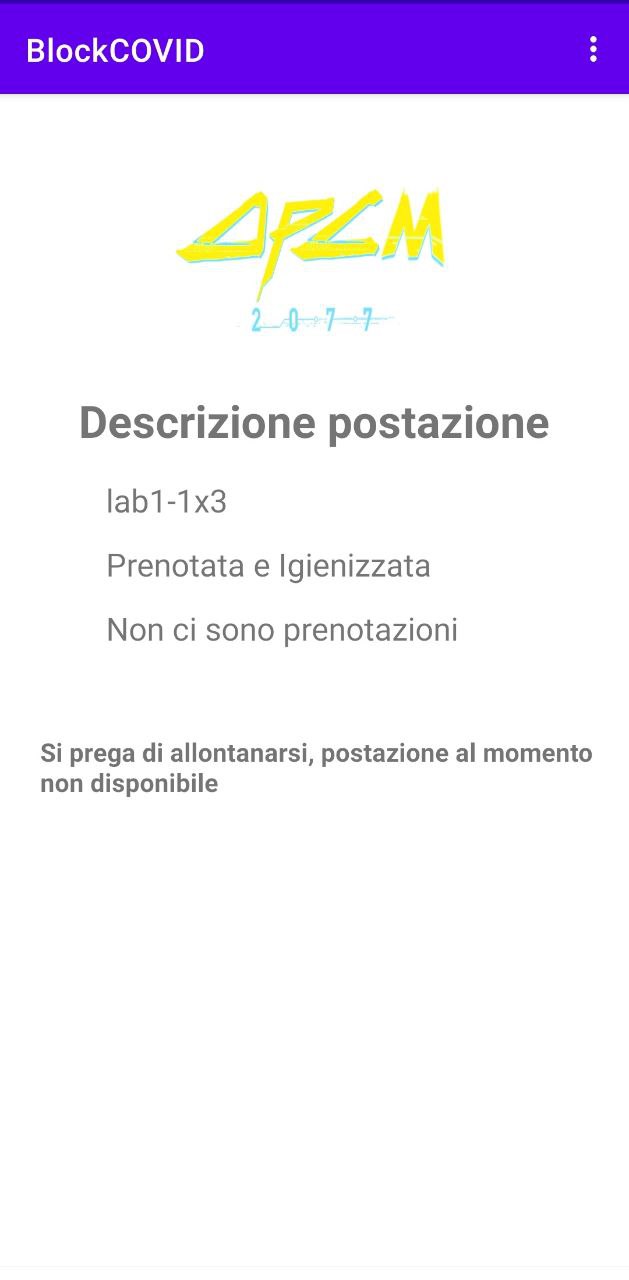 BlockCOVID
APCM
2077
Descrizione postazione
lab1-1x3
Prenotata e Igienizzata
Non ci sono prenotazioni
Si prega di allontanarsi, postazione al momento
non disponibile